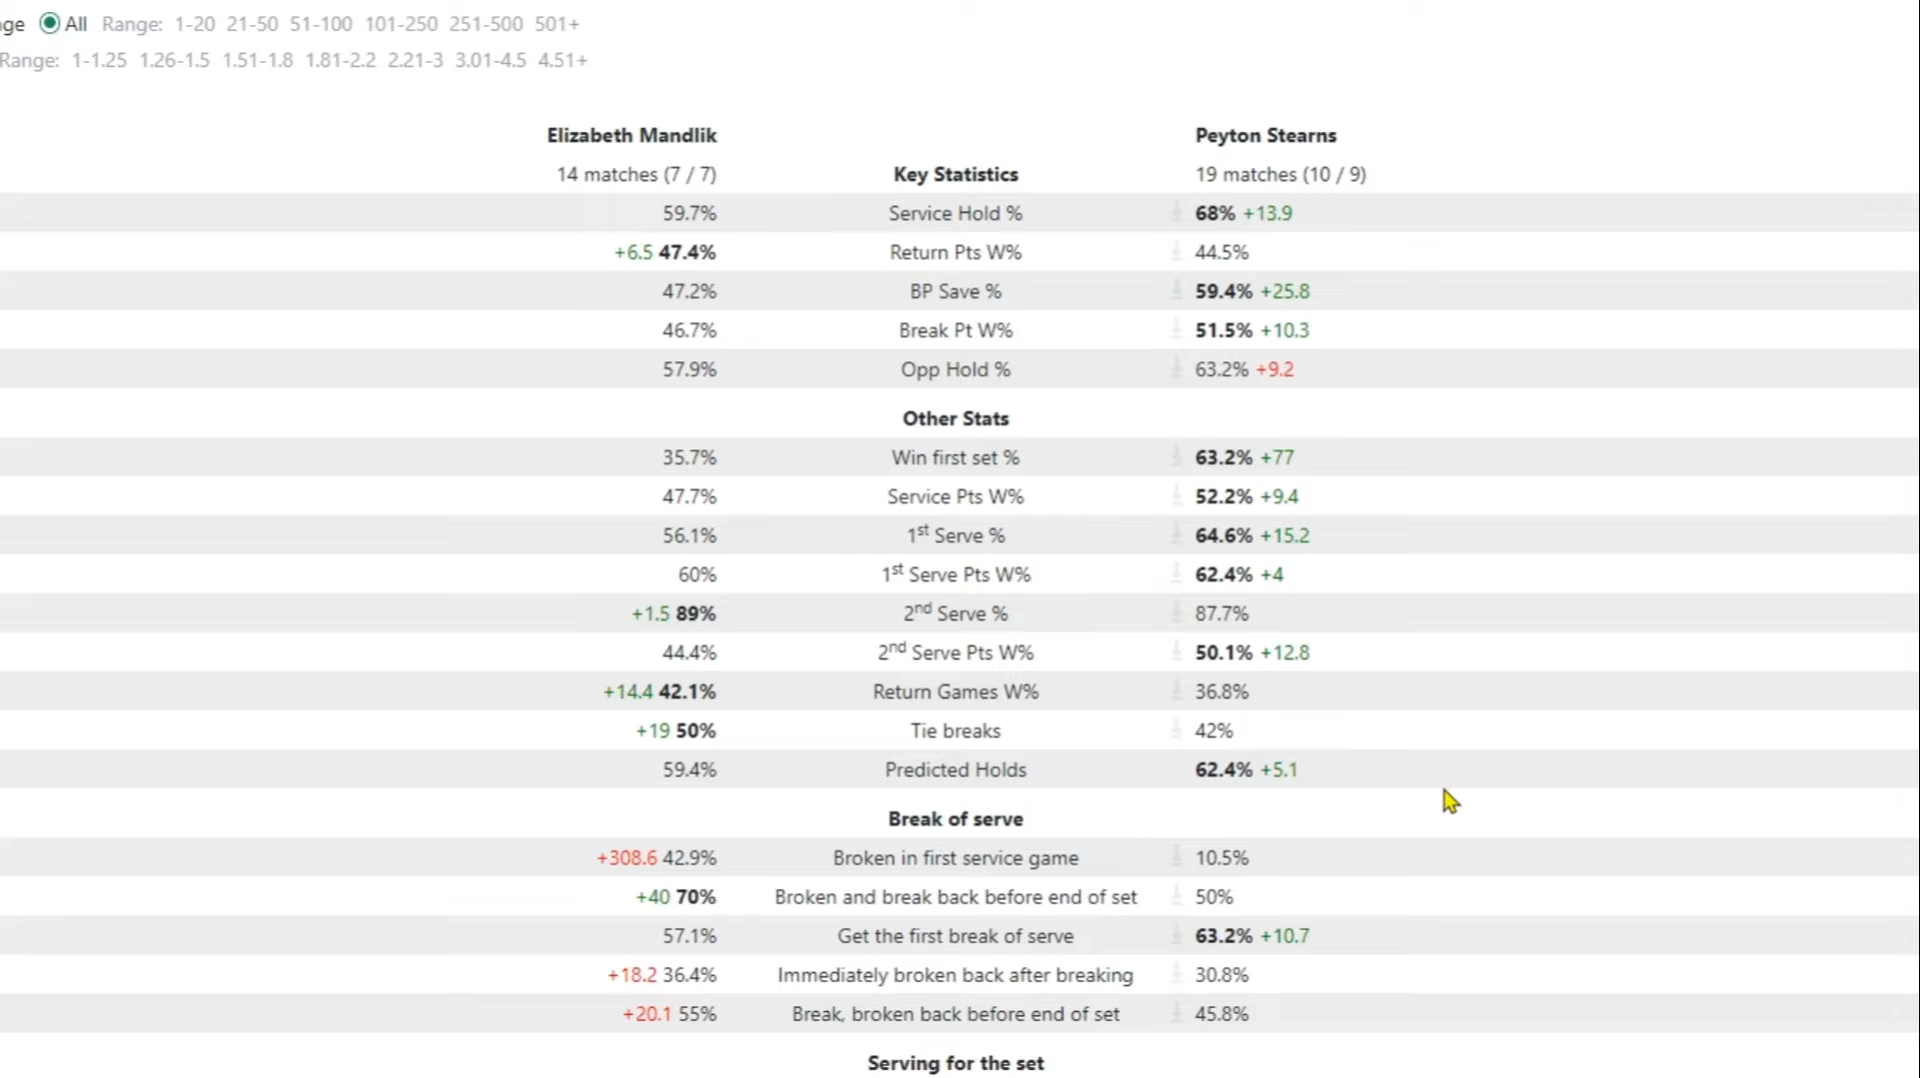 ge All Range: 1-20 21-50 51-100 101-250 251-500 501+
Range: 1-1.25 1.26-1.5 1.51-1.8 1.81-2.2 2.21-3 3.01-4.5 4.51+
Elizabeth Mandlik Peyton Stearns
14 matches (7 / 7) Key Statistics 19 matches (10 / 9)
59.7% Service Hold % 68% +13.9
+6.5 47.4% Return Pts W% 44.5%
47.2% BP Save % 59.4% +25.8
46.7% Break Pt W% 51.5% +10.3
57.9% Opp Hold % 63.2% +9.2
Other Stats
35.7% Win first set % 63.2% +77
47.7% Service Pts W% 52.2% +9.4
56.1% 1st Serve % 64.6% +15.2
60% 1st Serve Pts W% 62.4% +4
+1.5 89% 2nd Serve % 87.7%
44.4% 2nd Serve Pts W% 50.1% +12.8
+14.4 42.1% Return Games W% 36.8%
+19 50% Tie breaks 42%
59.4% Predicted Holds 62.4% +5.1
Break of serve
+308.6 42.9% Broken in first service game 10.5%
+40 70% Broken and break back before end of set 50%
57.1% Get the first break of serve 63.2% +10.7
+18.2 36.4% Immediately broken back after breaking 30.8%
+20.1 55% Break, broken back before end of set 45.8%
Serving for the set